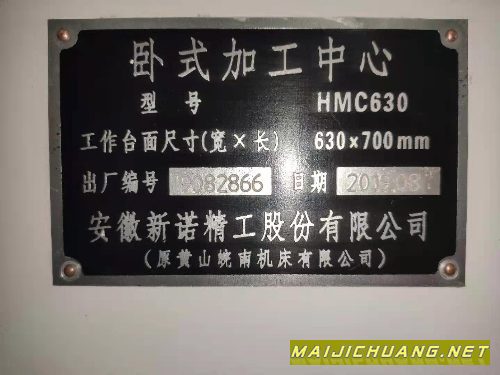 卧式加工中心
型 号 HMC630
工作台面尺寸(宽×长) 630×700mm
出厂编号 9082866 日期
安徽新诺精工股份有限公司
(原黄山皖南机床有限公司)
MAIJICHUANG.NET